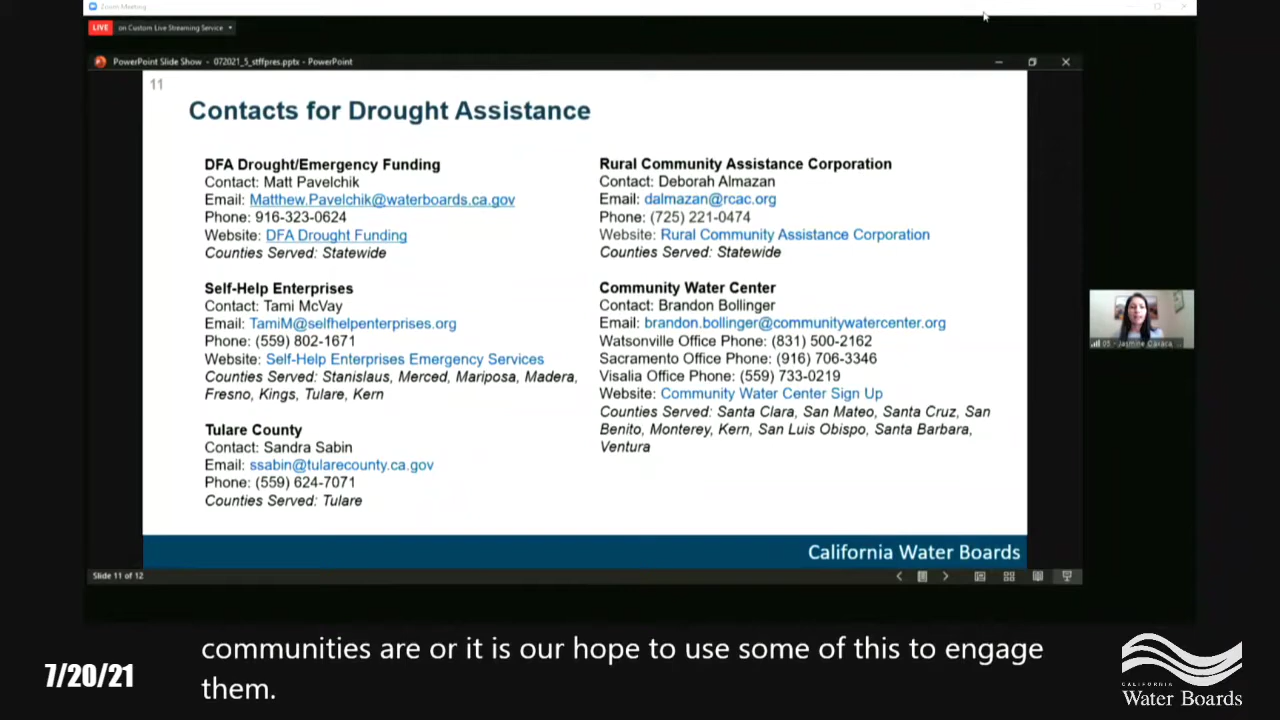 Zoom Meeting
LIVE on Custom Live Streaming Service
PowerPoint Slide Show - 072021_5_stffpres.pptx - PowerPoint
11
Contacts for Drought Assistance
DFA Drought/Emergency Funding
Contact: Matt Pavelchik
Email: Matthew.Pavelchik@waterboards.ca.gov
Phone: 916-323-0624
Website: DFA Drought Funding
Counties Served: Statewide
Self-Help Enterprises
Contact: Tami McVay
Email: TamiM@selfhelpenterprises.org
Phone: (559) 802-1671
Website: Self-Help Enterprises Emergency Services
Counties Served: Stanislaus, Merced, Mariposa, Madera,
Fresno, Kings, Tulare, Kern
Tulare County
Contact: Sandra Sabin
Email: ssabin@tularecounty.ca.gov
Phone: (559) 624-7071
Counties Served: Tulare
Rural Community Assistance Corporation
Contact: Deborah Almazan
Email: dalmazan@rcac.org
Phone: (725) 221-0474
Website: Rural Community Assistance Corporation
Counties Served: Statewide
Community Water Center
Contact: Brandon Bollinger
Email: brandon.bollinger@communitywatercenter.org
Watsonville Office Phone: (831) 500-2162
Sacramento Office Phone: (916) 706-3346
Visalia Office Phone: (559) 733-0219
Website: Community Water Center Sign Up
Counties Served: Santa Clara, San Mateo, Santa Cruz, San
Benito, Monterey, Kern, San Luis Obispo, Santa Barbara,
Ventura
California Water Boards
Slide 11 of 12
communities are or it is our hope to use some of this to engage
them.
7/20/21
CALIFORNIA
Water Boards